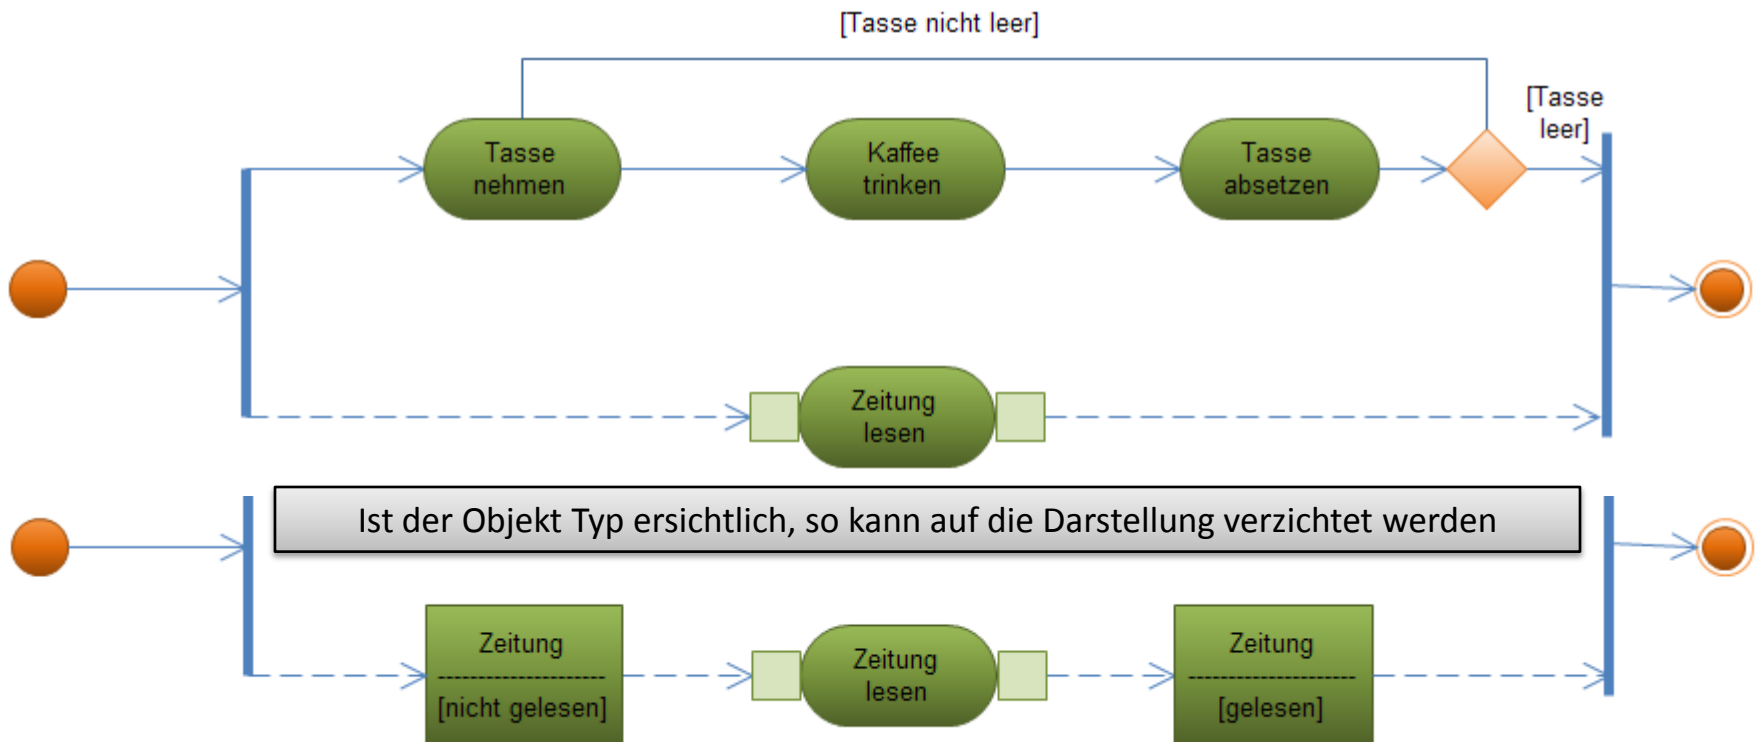 [Tasse nicht leer]
[Tasse
leer]
Tasse
nehmen
Kaffee
trinken
Tasse
absetzen
Zeitung
lesen
Ist der Objekt Typ ersichtlich, so kann auf die Darstellung verzichtet werden
Zeitung
---------------------
[nicht gelesen]
Zeitung
lesen
Zeitung
---------------------
[gelesen]